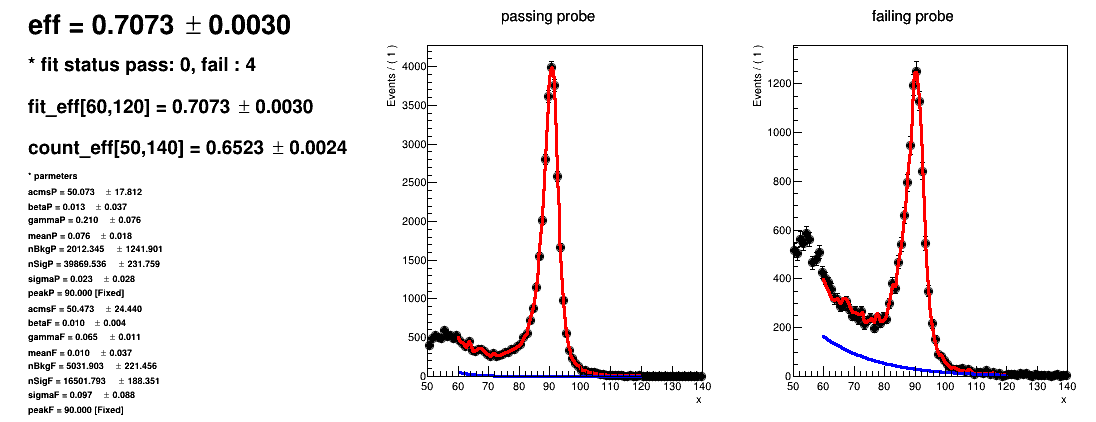 eff = 0.7073 ± 0.0030
* fit status pass: 0, fail : 4
fit_eff[60,120] = 0.7073 ± 0.0030
count_eff[50,140] = 0.6523 ± 0.0024
* parmeters
acmsP = 50.073 ± 17.812
betaP = 0.013 ± 0.037
gammaP = 0.210 ± 0.076
meanP = 0.076 ± 0.018
nBkgP = 2012.345 ± 1241.901
nSigP = 39869.536 ± 231.759
sigmaP = 0.023 ± 0.028
peakP = 90.000 [Fixed]
acmsF = 50.473 ± 24.440
betaF = 0.010 ± 0.004
gammaF = 0.065 ± 0.011
meanF = 0.010 ± 0.037
nBkgF = 5031.903 ± 221.456
nSigF = 16501.793 ± 188.351
sigmaF = 0.097 ± 0.088
peakF = 90.000 [Fixed]
passing probe
Events / ( 1 )
4000
3500
3000
2500
2000
1500
1000
500
0
50 60 70 80 90 100 110 120 130 140
x
failing probe
Events / ( 1 )
1200
1000
800
600
400
200
0
50 60 70 80 90 100 110 120 130 140
x